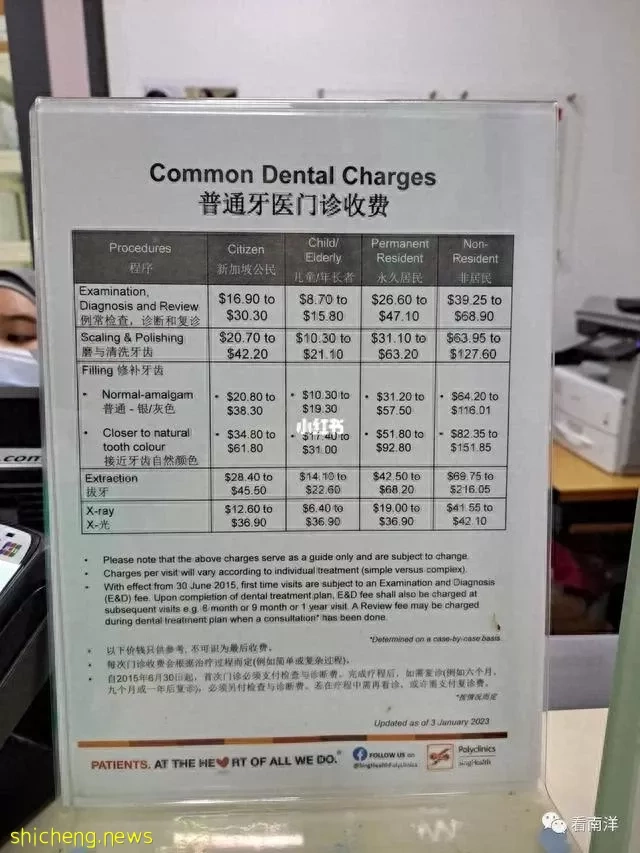 Common Dental Charges
普通牙医门诊收费
Procedures
程序
Citizen
新加坡公民
Child/
Elderly
儿童/年长者
Permanent
Resident
永久居民
Non-
Resident
非居民
Examination,
Diagnosis and Review
例常检查，诊断和复诊
$16.90 to
$30.30
$8.70 to
$15.80
$26.60 to
$47.10
$39.25 to
$68.90
Scaling & Polishing
磨与清洗牙齿
$20.70 to
$42.20
$10.30 to
$21.10
$31.10 to
$63.20
$63.95 to
$127.60
Filling 修补牙齿
• Normal-amalgam
普通 - 银/灰色
• $20.80 to
$38.30
• $10.30 to
$19.30
• $31.20 to
$57.50
• $64.20 to
$116.01
• Closer to natural
tooth colour
接近牙齿自然颜色
• $34.80 to
$61.80
• $17.40 to
$31.00
• $51.80 to
$92.80
• $82.35 to
$151.85
小红书
Extraction
拔牙
$28.40 to
$45.50
$14.10 to
$22.60
$42.50 to
$68.20
$69.75 to
$216.05
X-ray
X-光
$12.60 to
$36.90
$6.40 to
$36.90
$19.00 to
$36.90
$41.55 to
$42.10
• Please note that the above charges serve as a guide only and are subject to change.
• Charges per visit will vary according to individual treatment (simple versus complex).
• With effect from 30 June 2015, first time visits are subject to an Examination and Diagnosis
(E&D) fee. Upon completion of dental treatment plan, E&D fee shall also be charged at
subsequent visits e.g. 6 month or 9 month or 1 year visit. A Review fee may be charged
during dental treatment plan when a consultation* has been done.
*Determined on a case-by-case basis
• 以下价钱只供参考, 不可视为最后收费。
• 每次门诊收费会根据治疗过程而定(例如简单或复杂过程)。
• 自2015年6月30日起，首次门诊必须支付检查与诊断费。完成疗程后，如需复诊(例如六个月、
九个月或一年后复诊)，必须另付检查与诊断费。若在疗程中需再看诊，或许需支付复诊费。
*按情况而定
Updated as of 3 January 2023
PATIENTS. AT THE HE RT OF ALL WE DO.®
FOLLOW US on
@SingHealthPolyclinics
Polyclinics
SingHealth
.com
shicheng.news
看南洋